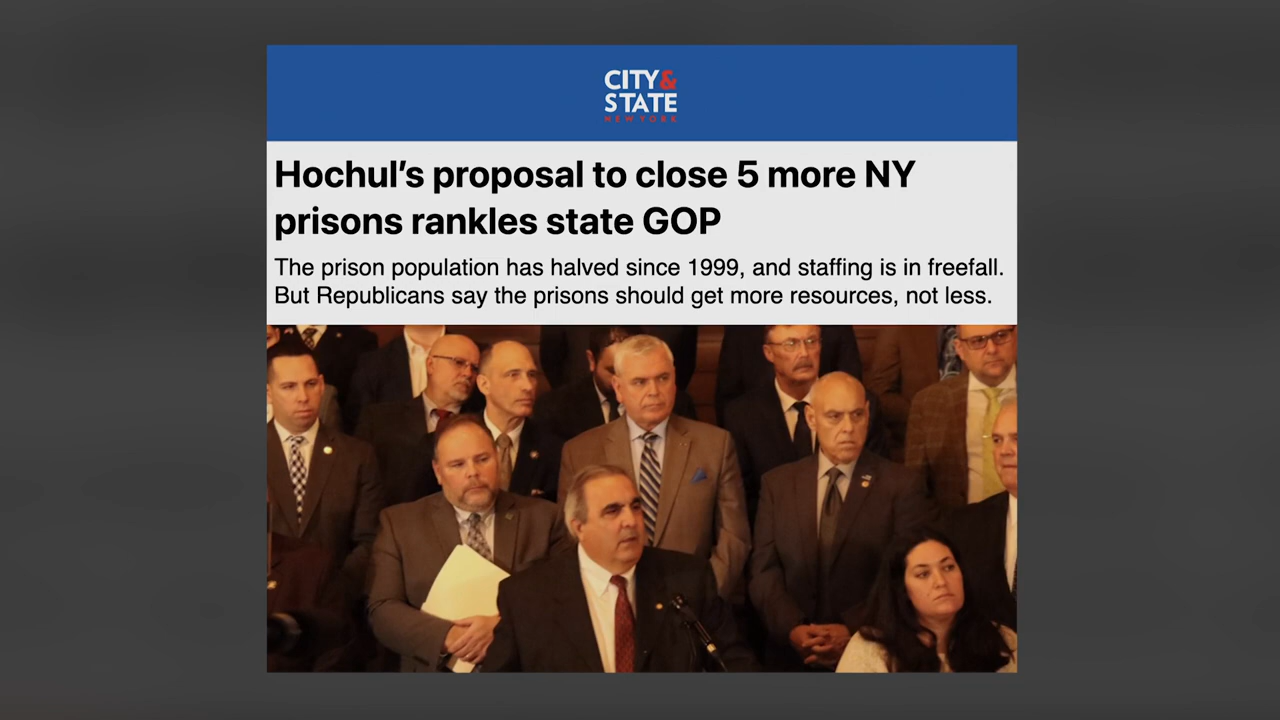 CITY&
STATE
NEW YORK
Hochul’s proposal to close 5 more NY
prisons rankles state GOP
The prison population has halved since 1999, and staffing is in freefall.
But Republicans say the prisons should get more resources, not less.